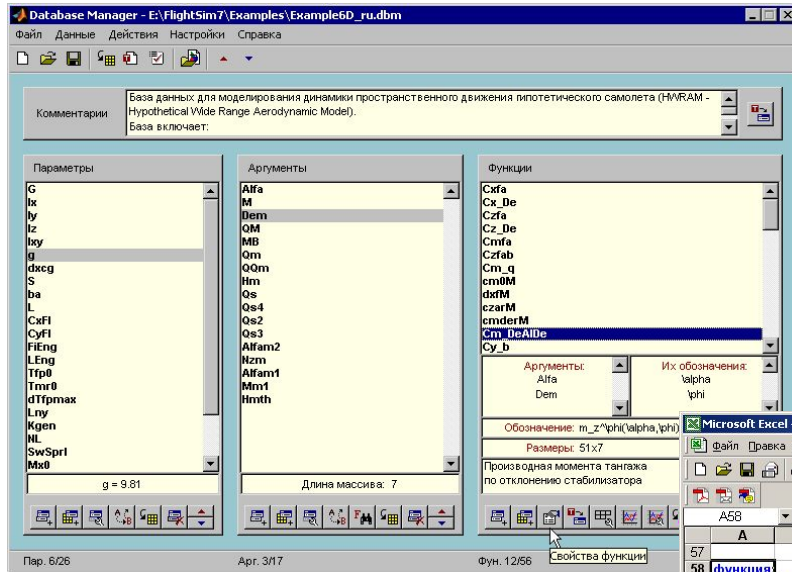 Database Manager - E:\FlightSim7\Examples\Example6D_ru.dbm
Файл Данные Действия Настройки Справка
Комментарии
База данных для моделирования динамики пространственного движения гипотетического самолета (HWRAM -
Hypothetical Wide Range Aerodynamic Model).
База включает:
Параметры
G
Ix
Iy
Iz
Ixy
g
dxcg
S
ba
L
CxFl
CyFl
FiEng
LEng
Tfp0
Tmr0
dTfpmax
Lny
Kgen
NL
SwSprl
Mx0
g = 9.81
Пар. 6/26
Аргументы
Alfa
M
Dem
QM
MB
Qm
QQm
Hm
Qs
Qs4
Qs2
Qs3
Alfam2
Nzm
Alfam1
Mm1
Hmth
Длина массива: 7
Арг. 3/17
Функции
Cxfa
Cx_De
Czfa
Cz_De
Cmfa
Czfab
Cm_q
cm0M
dxfM
czarM
cmderM
Cm_DeAlDe
Cy_b
Аргументы: Их обозначения:
Alfa \alpha
Dem \phi
Обозначение: m_z^\phi(\alpha,\phi)
Размеры: 51x7
Производная момента тангажа
по отклонению стабилизатора
Свойства функции
Фун. 12/56
Microsoft Excel -
Файл Правка
A58
A
57
58 функция